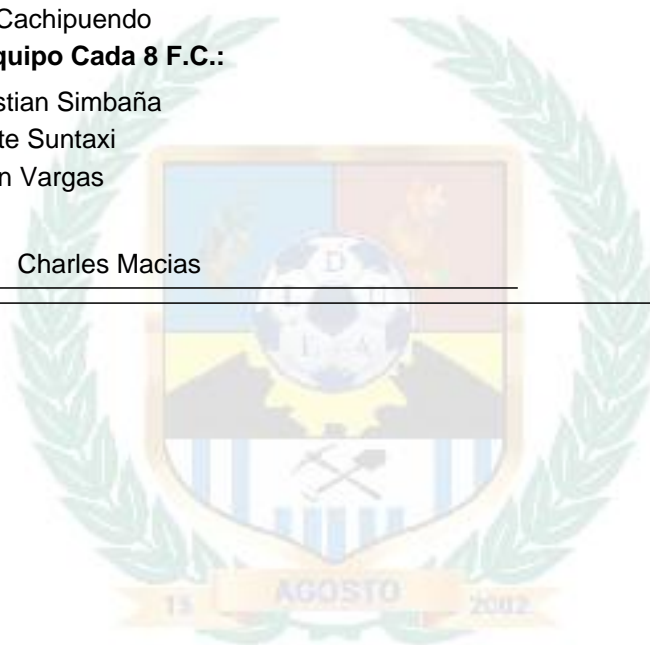 Cachipuendo
quipo Cada 8 F.C.:
stian Simbaña
te Suntaxi
n Vargas
Charles Macias
D
L U
L A
AGOSTO
15 2002